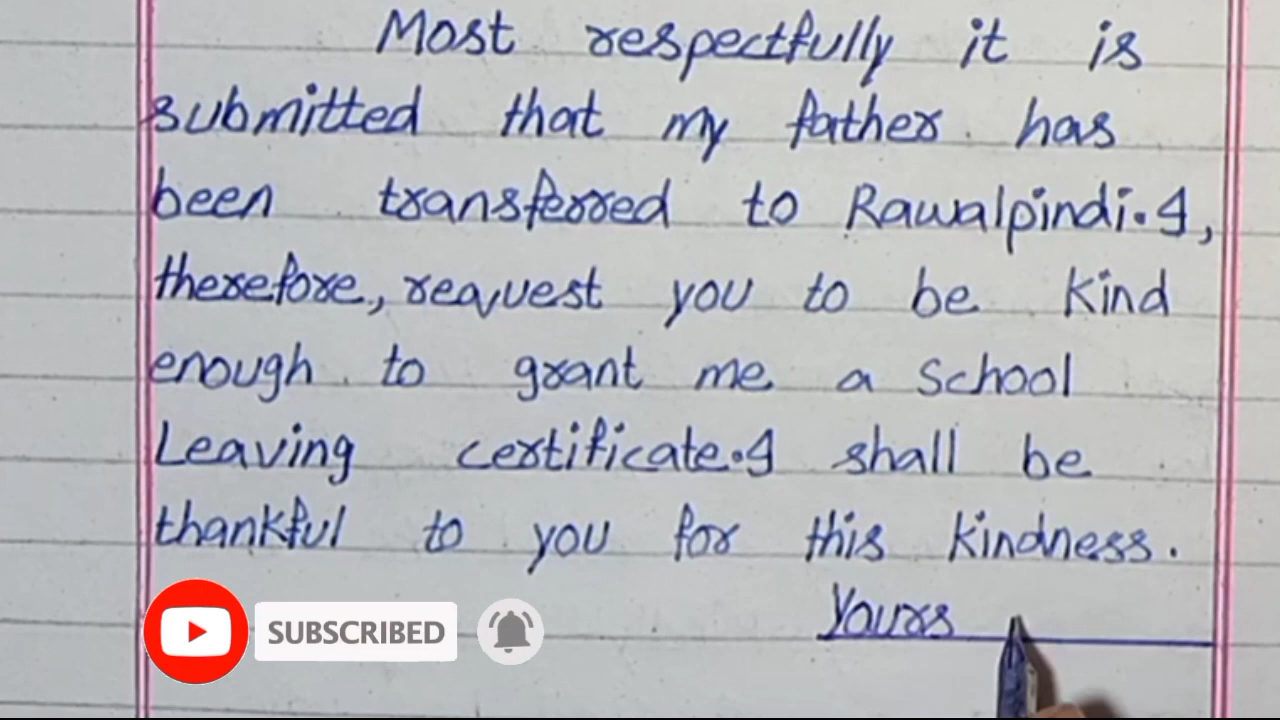 Most respectfully it is
submitted that my father has
been transferred to Rawalpindi. I,
therefore, request you to be kind
enough to grant me a School
Leaving certificate. I shall be
thankful to you for this kindness.
Yours
SUBSCRIBED